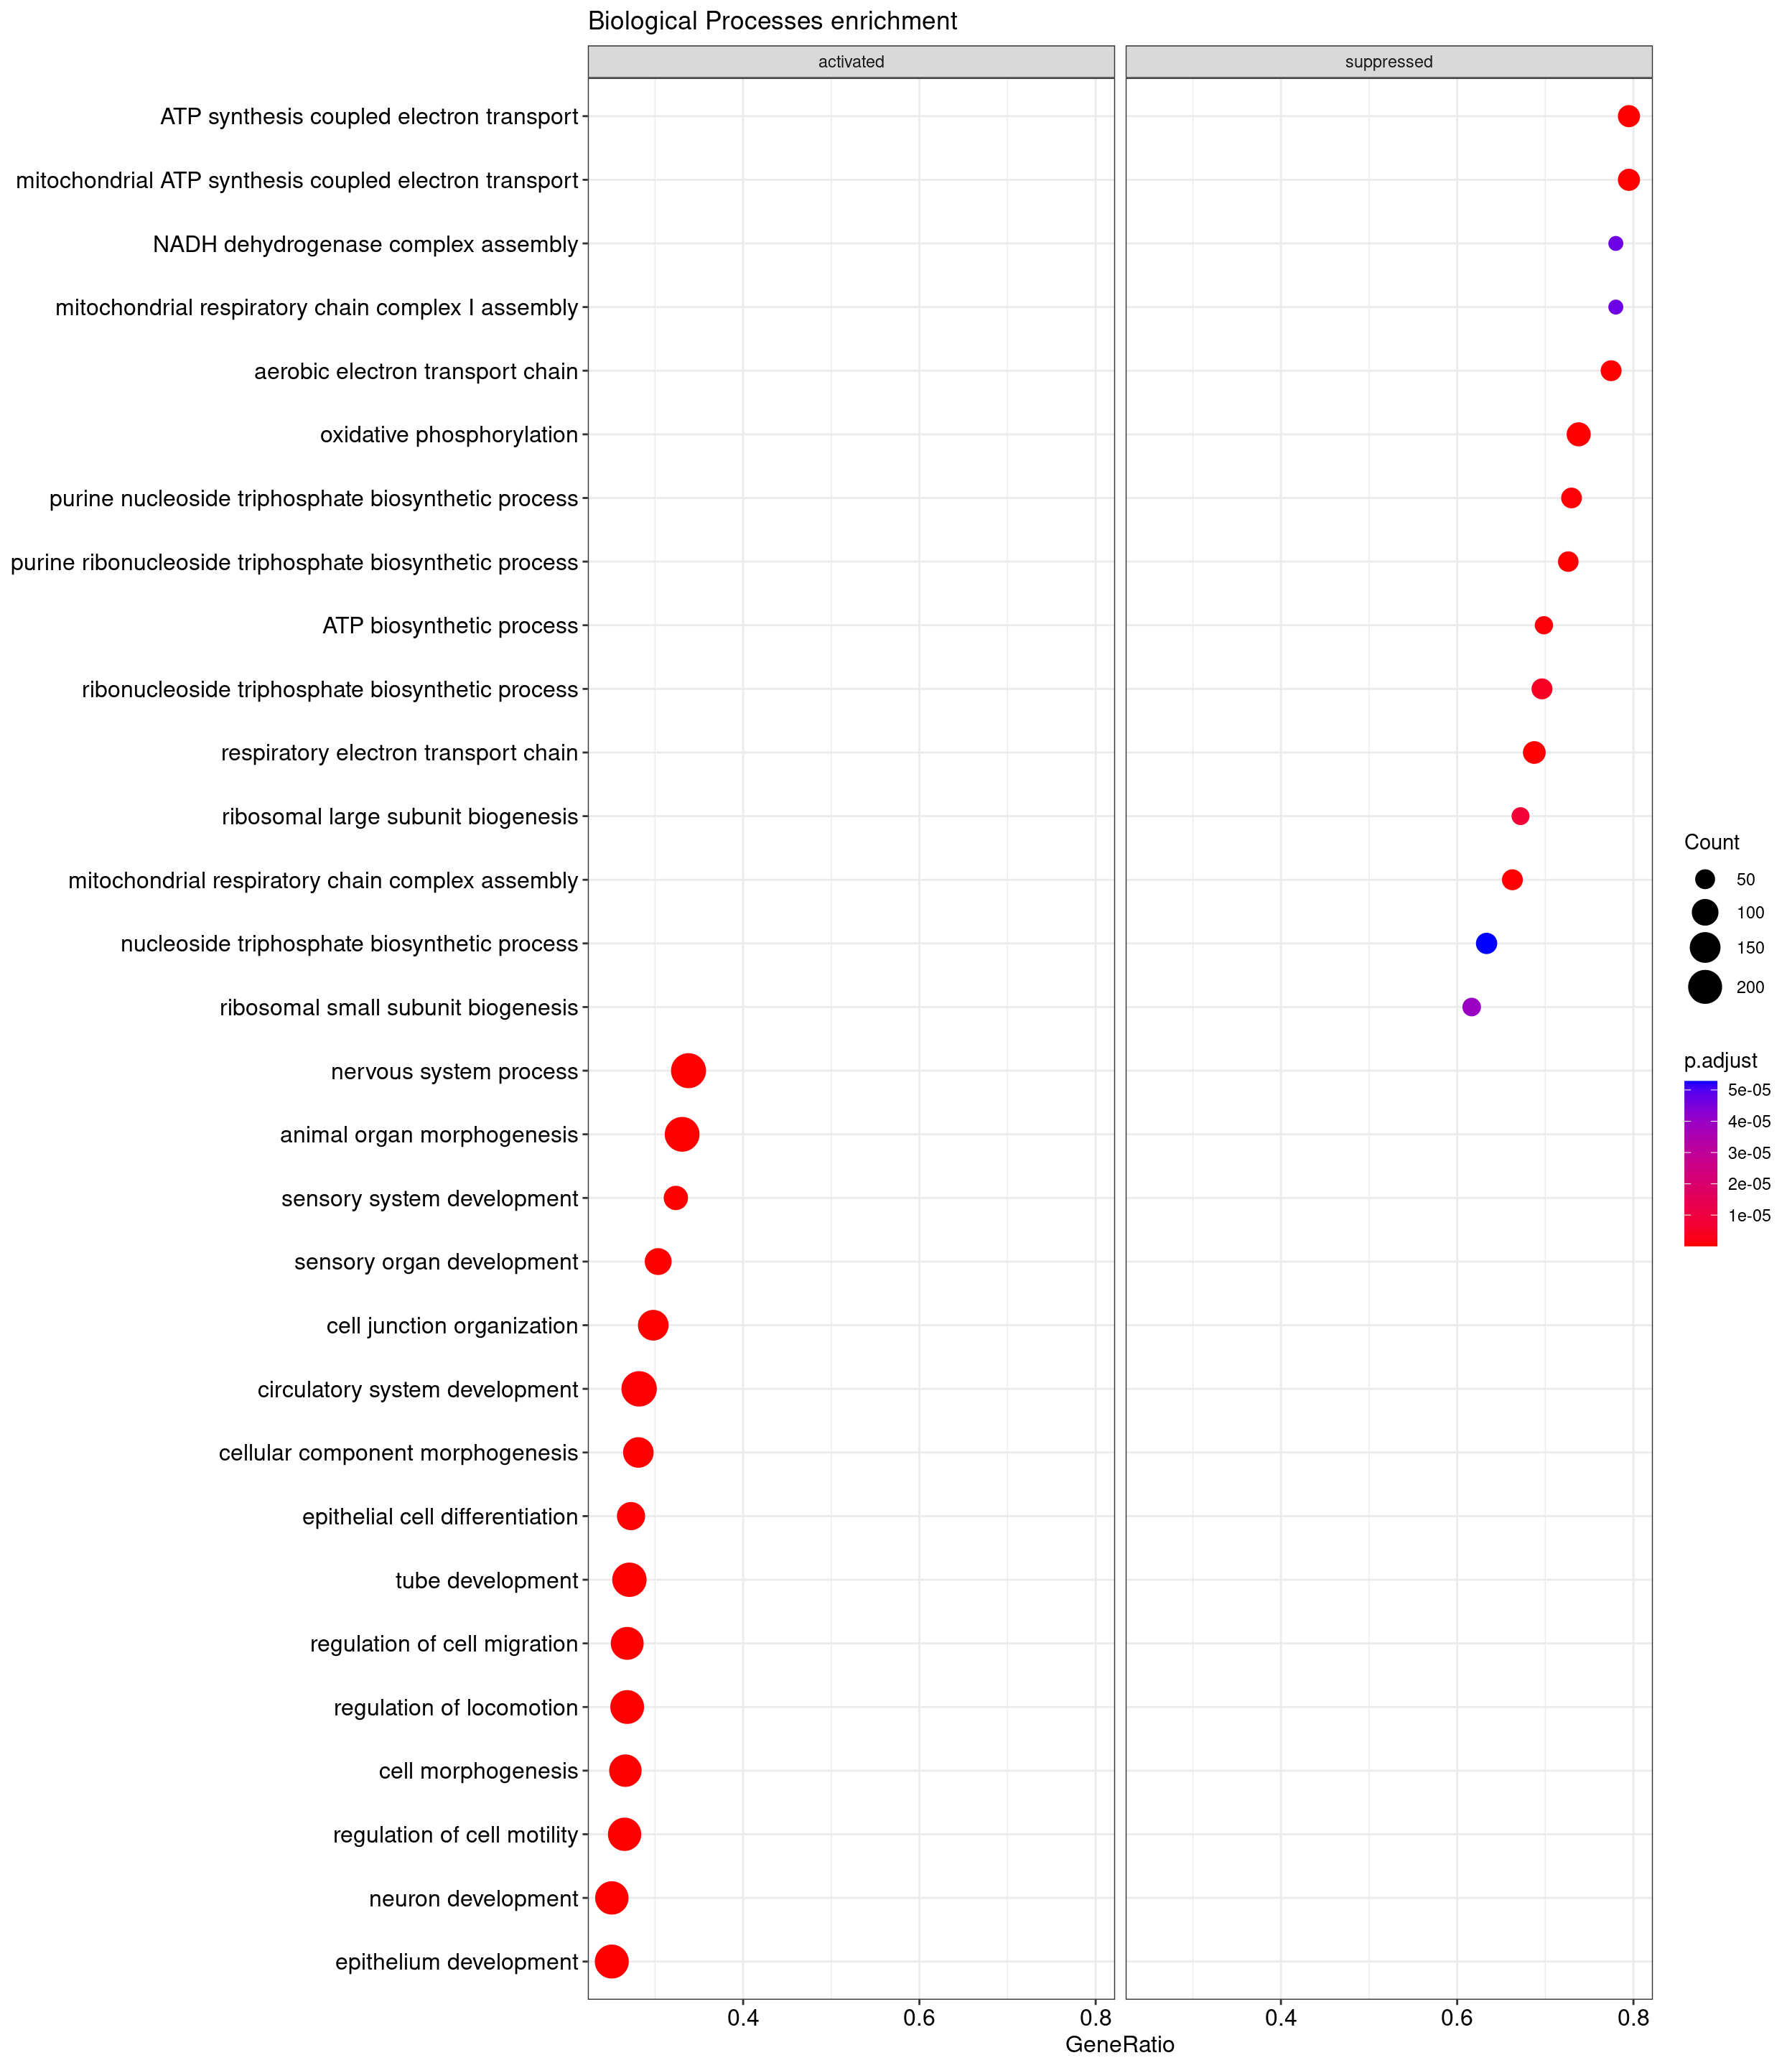 Biological Processes enrichment
activated
suppressed
ATP synthesis coupled electron transport
mitochondrial ATP synthesis coupled electron transport
NADH dehydrogenase complex assembly
mitochondrial respiratory chain complex I assembly
aerobic electron transport chain
oxidative phosphorylation
purine nucleoside triphosphate biosynthetic process
purine ribonucleoside triphosphate biosynthetic process
ATP biosynthetic process
ribonucleoside triphosphate biosynthetic process
respiratory electron transport chain
ribosomal large subunit biogenesis
mitochondrial respiratory chain complex assembly
nucleoside triphosphate biosynthetic process
ribosomal small subunit biogenesis
nervous system process
animal organ morphogenesis
sensory system development
sensory organ development
cell junction organization
circulatory system development
cellular component morphogenesis
epithelial cell differentiation
tube development
regulation of cell migration
regulation of locomotion
cell morphogenesis
regulation of cell motility
neuron development
epithelium development
0.4 0.6 0.8
0.4 0.6 0.8
GeneRatio
Count
50
100
150
200
p.adjust
5e-05
4e-05
3e-05
2e-05
1e-05